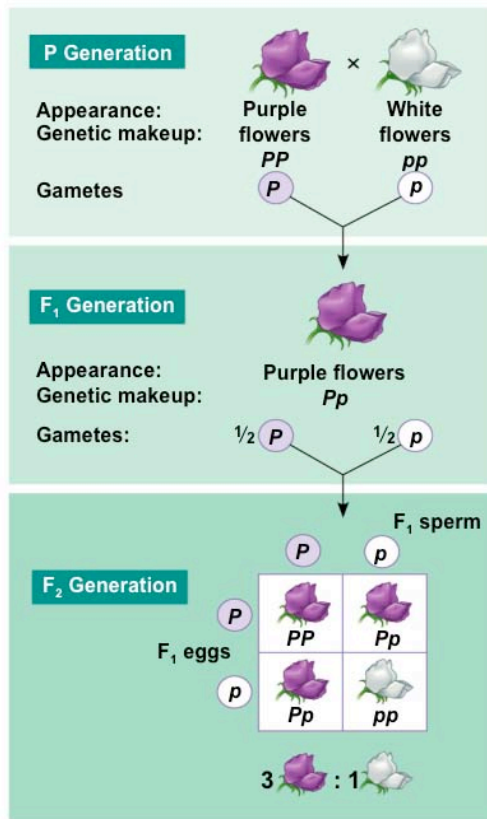 P Generation
×
Appearance: Purple White
Genetic makeup: flowers flowers
PP pp
Gametes P p
F₁ Generation
Appearance: Purple flowers
Genetic makeup: Pp
Gametes: 1/2 P 1/2 p
F₁ sperm
P p
F₂ Generation
P PP Pp
F₁ eggs
p Pp pp
3 : 1